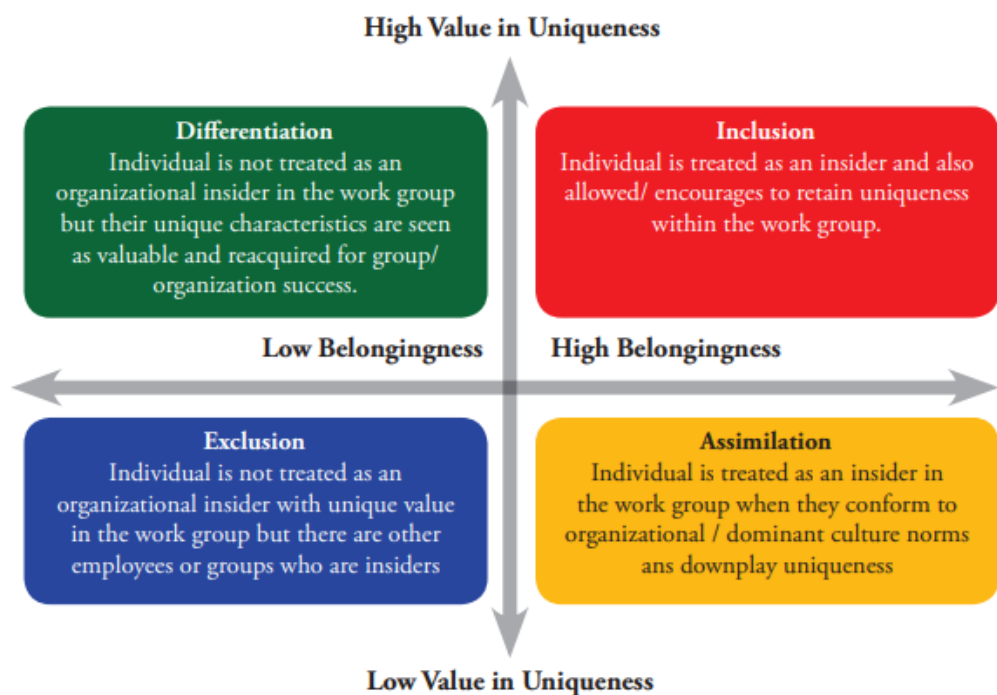 High Value in Uniqueness
Differentiation
Individual is not treated as an
organizational insider in the work group
but their unique characteristics are seen
as valuable and reacquired for group/
organization success.
Inclusion
Individual is treated as an insider and also
allowed/ encourages to retain uniqueness
within the work group.
Low Belongingness
High Belongingness
Exclusion
Individual is not treated as an
organizational insider with unique value
in the work group but there are other
employees or groups who are insiders
Assimilation
Individual is treated as an insider in
the work group when they conform to
organizational / dominant culture norms
ans downplay uniqueness
Low Value in Uniqueness